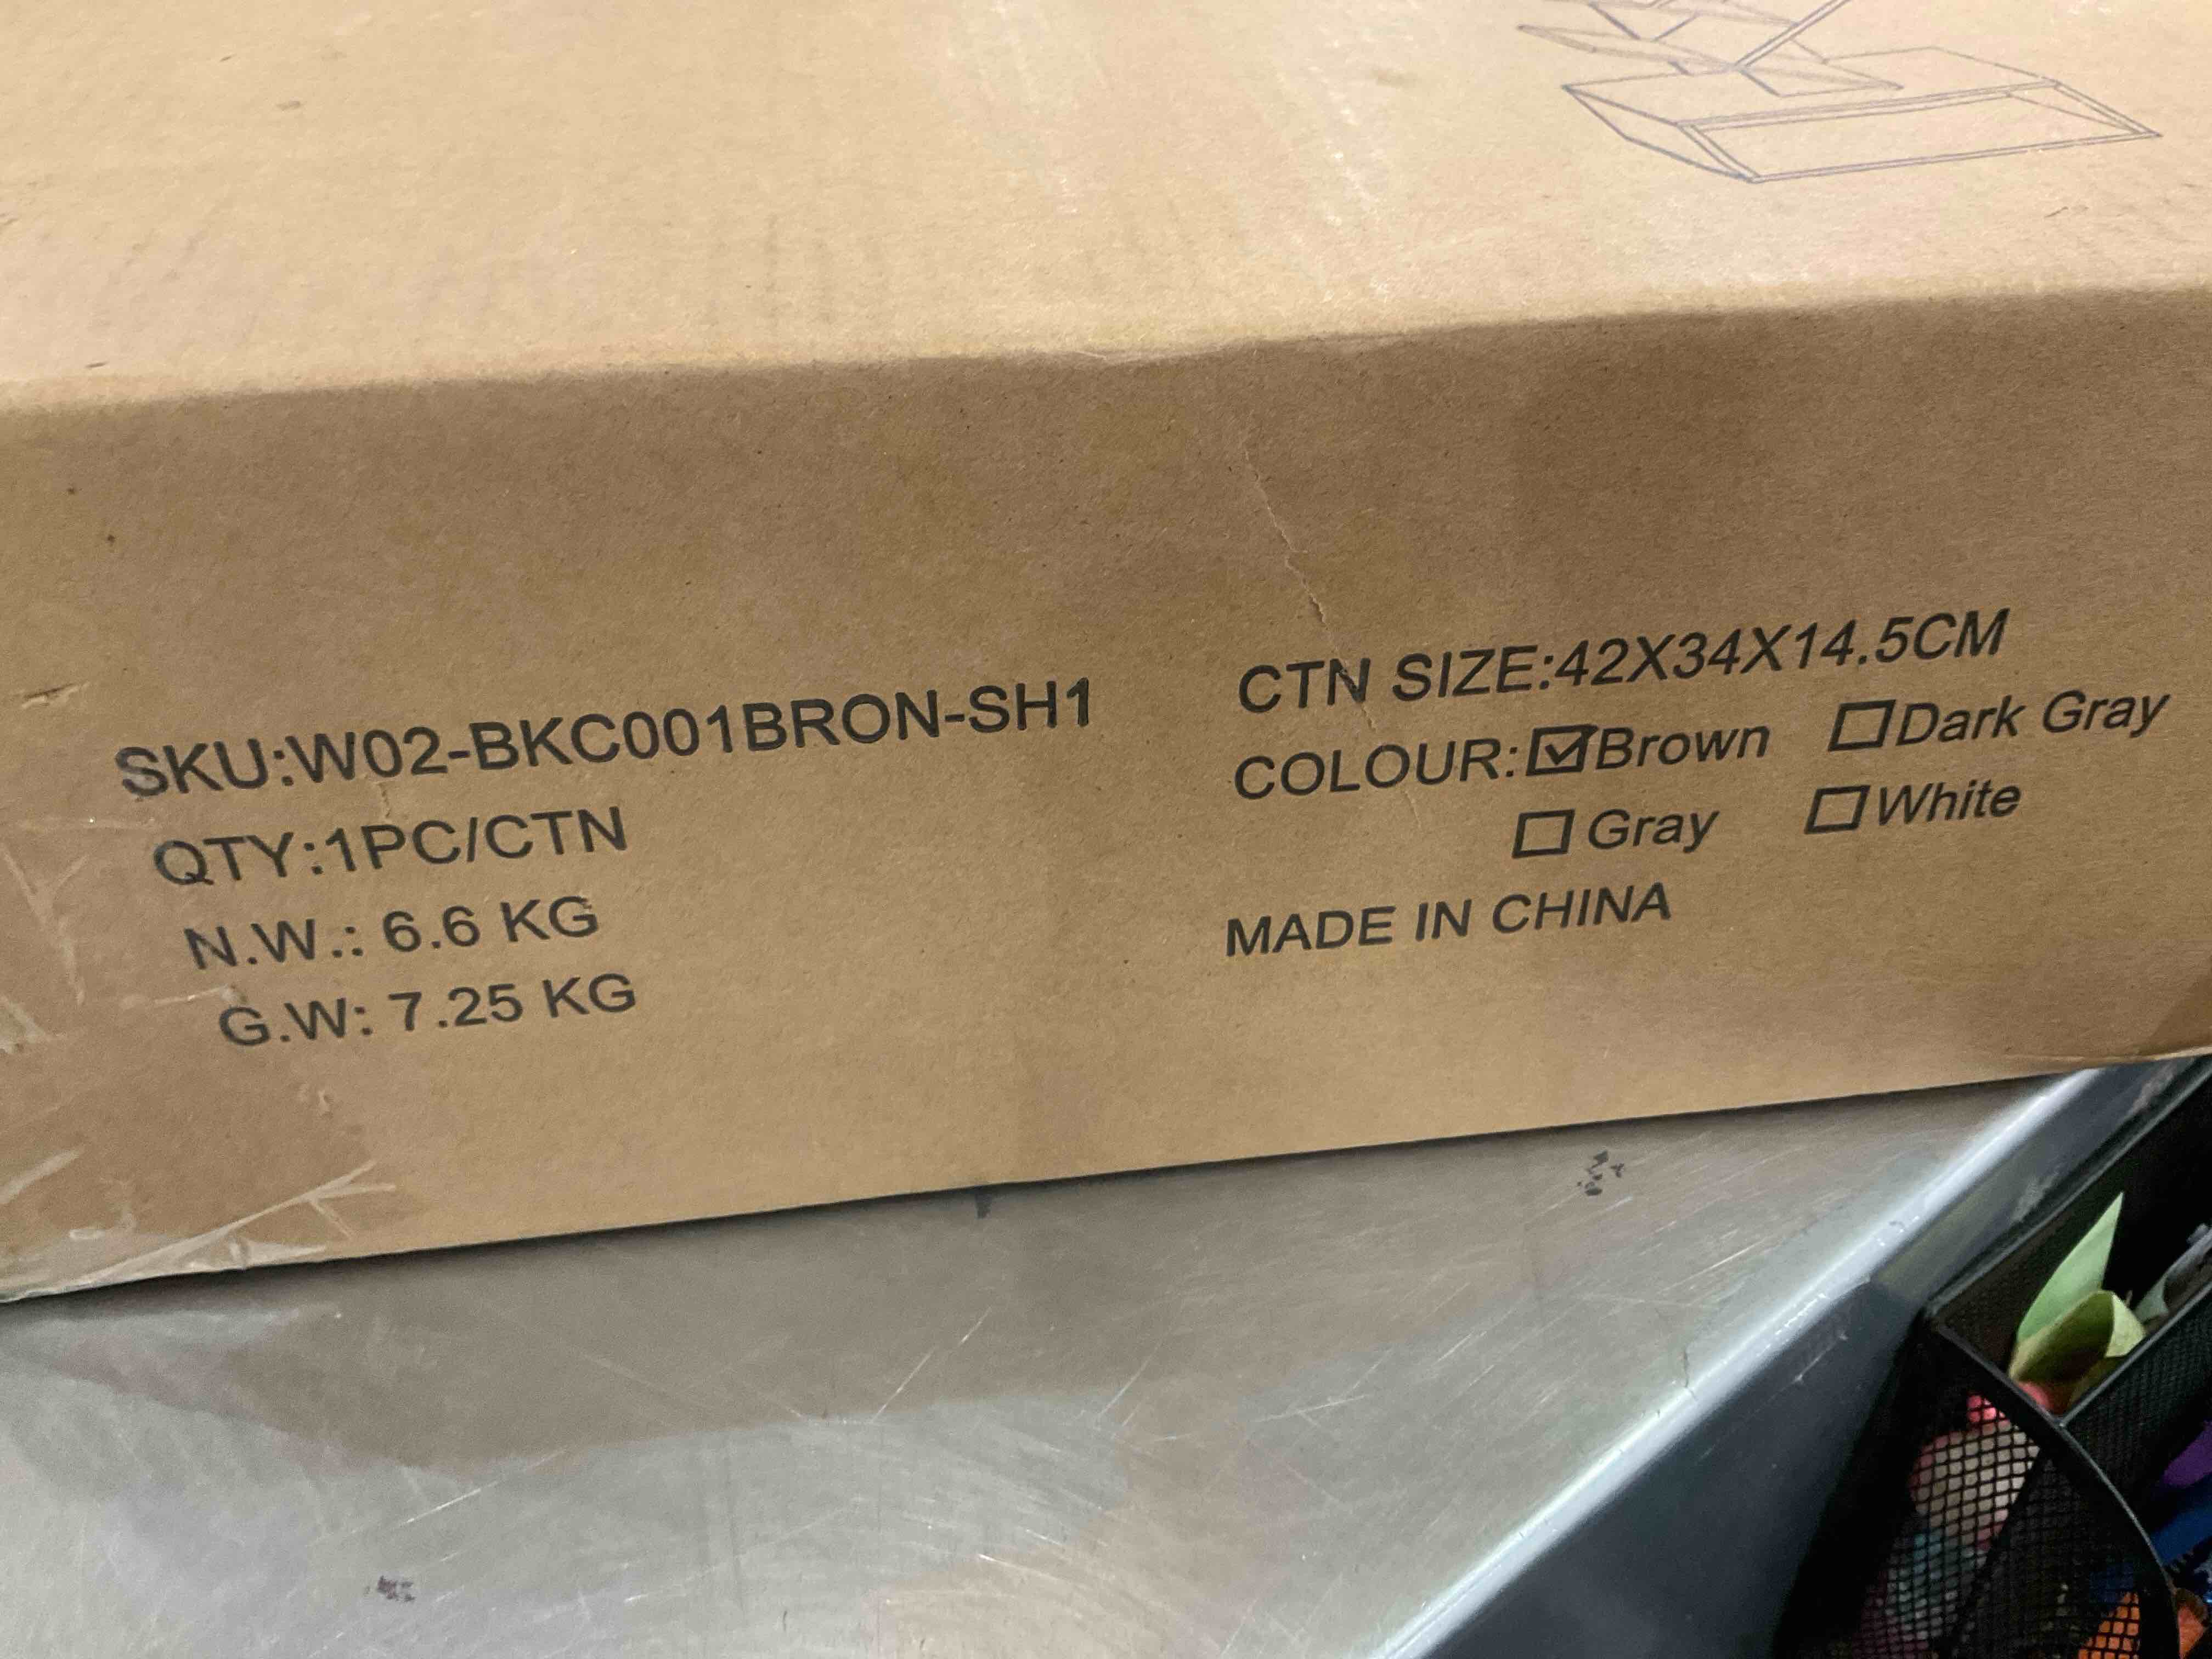 SKU:W02-BKC001BRON-SH1
QTY:1PC/CTN
N.W.: 6.6 KG
G.W: 7.25 KG
CTN SIZE:42X34X14.5CM
COLOUR:☑Brown ☐Dark Gray
☐Gray ☐White
MADE IN CHINA